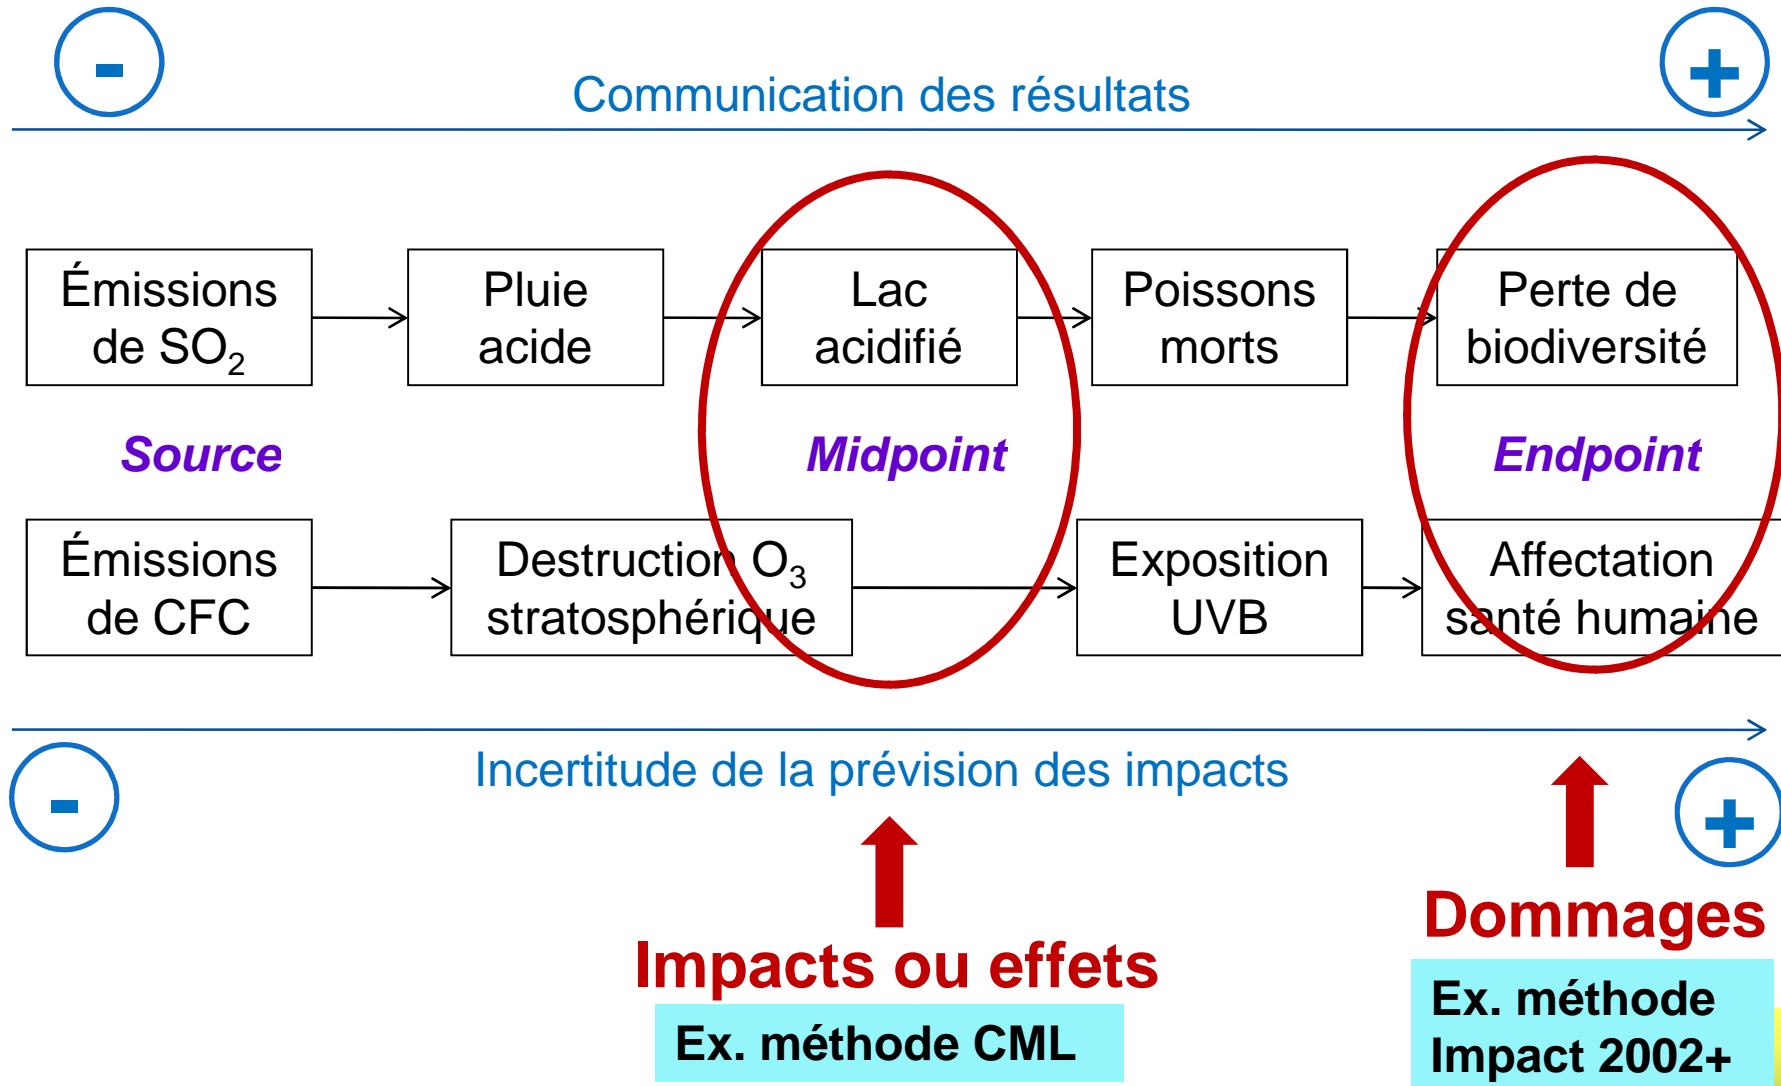 -
+
Communication des résultats
Émissions
de SO₂
Pluie
acide
Lac
acidifié
Poissons
morts
Perte de
biodiversité
Source
Midpoint
Endpoint
Émissions
de CFC
Destruction O₃
stratosphérique
Exposition
UVB
Affectation
santé humaine
Incertitude de la prévision des impacts
-
+
Impacts ou effets
Ex. méthode CML
Dommages
Ex. méthode
Impact 2002+